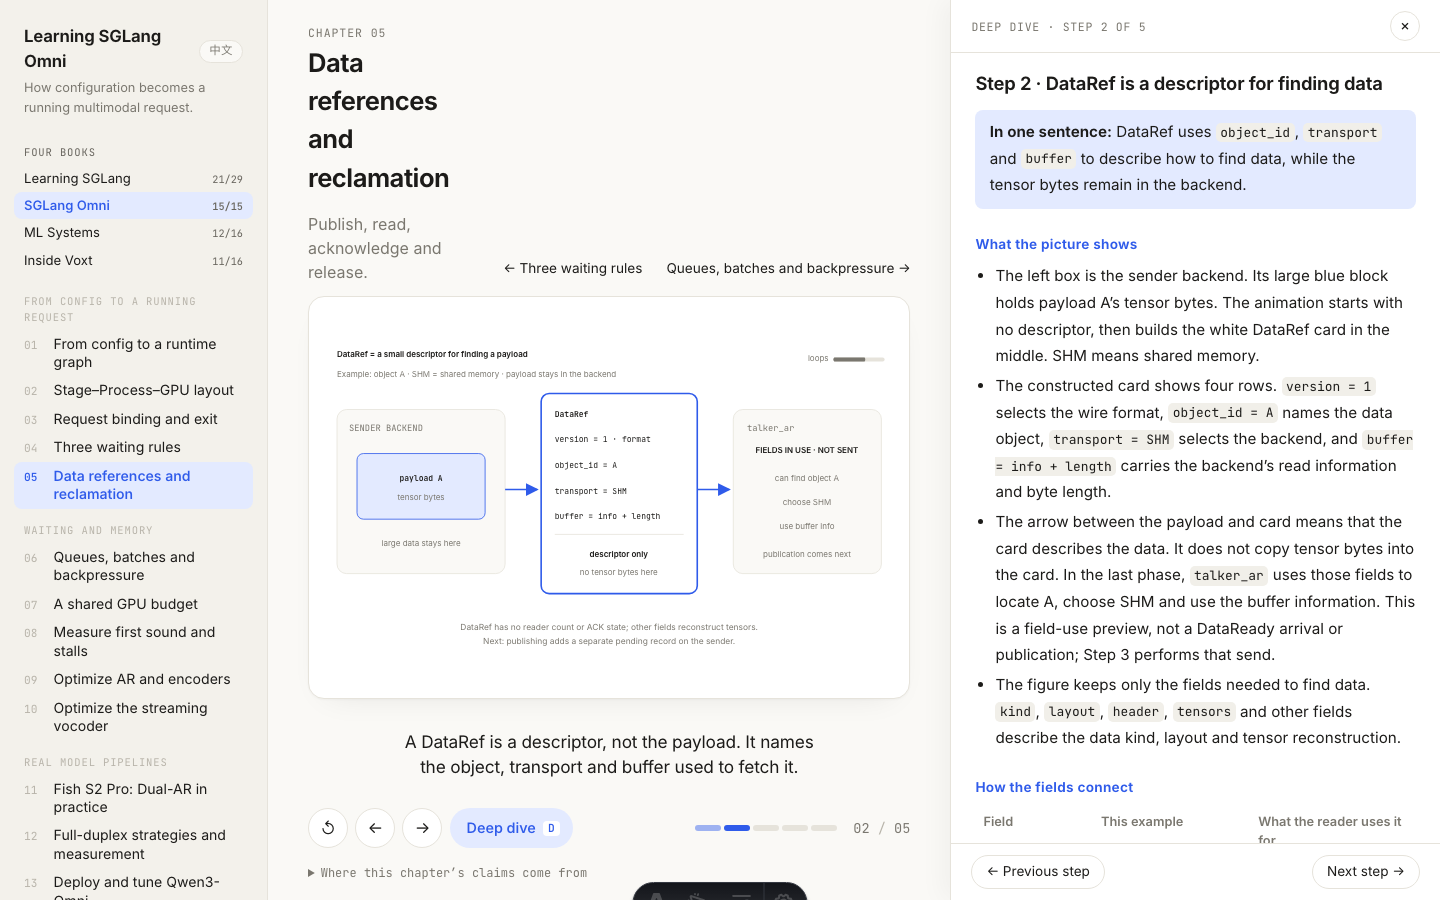 Learning SGLang
Omni
中文
How configuration becomes a
running multimodal request.
FOUR BOOKS
Learning SGLang 21/29
SGLang Omni 15/15
ML Systems 12/16
Inside Voxt 11/16
FROM CONFIG TO A RUNNING
REQUEST
01 From config to a runtime
graph
02 Stage–Process–GPU layout
03 Request binding and exit
04 Three waiting rules
05 Data references and
reclamation
WAITING AND MEMORY
06 Queues, batches and
backpressure
07 A shared GPU budget
08 Measure first sound and
stalls
09 Optimize AR and encoders
10 Optimize the streaming
vocoder
REAL MODEL PIPELINES
11 Fish S2 Pro: Dual-AR in
practice
12 Full-duplex strategies and
measurement
13 Deploy and tune Qwen3-
Omni
CHAPTER 05
Data
references
and
reclamation
Publish, read,
acknowledge and
release.
← Three waiting rules
Queues, batches and backpressure →
DataRef = a small descriptor for finding a payload
Example: object A · SHM = shared memory · payload stays in the backend
loops
SENDER BACKEND
payload A
tensor bytes
large data stays here
DataRef
version = 1 · format
object_id = A
transport = SHM
buffer = info + length
descriptor only
no tensor bytes here
talker_ar
FIELDS IN USE · NOT SENT
can find object A
choose SHM
use buffer info
publication comes next
DataRef has no reader count or ACK state; other fields reconstruct tensors.
Next: publishing adds a separate pending record on the sender.
A DataRef is a descriptor, not the payload. It names
the object, transport and buffer used to fetch it.
Deep dive D
02 / 05
▶ Where this chapter's claims come from
DEEP DIVE · STEP 2 OF 5
Step 2 · DataRef is a descriptor for finding data
In one sentence: DataRef uses object_id, transport
and buffer to describe how to find data, while the
tensor bytes remain in the backend.
What the picture shows
• The left box is the sender backend. Its large blue block
holds payload A's tensor bytes. The animation starts with
no descriptor, then builds the white DataRef card in the
middle. SHM means shared memory.
• The constructed card shows four rows. version = 1
selects the wire format, object_id = A names the data
object, transport = SHM selects the backend, and buffer
= info + length carries the backend's read information
and byte length.
• The arrow between the payload and card means that the
card describes the data. It does not copy tensor bytes into
the card. In the last phase, talker_ar uses those fields to
locate A, choose SHM and use the buffer information. This
is a field-use preview, not a DataReady arrival or
publication; Step 3 performs that send.
• The figure keeps only the fields needed to find data.
kind, layout, header, tensors and other fields
describe the data kind, layout and tensor reconstruction.
How the fields connect
Field This example What the reader uses it
for
← Previous step
Next step →